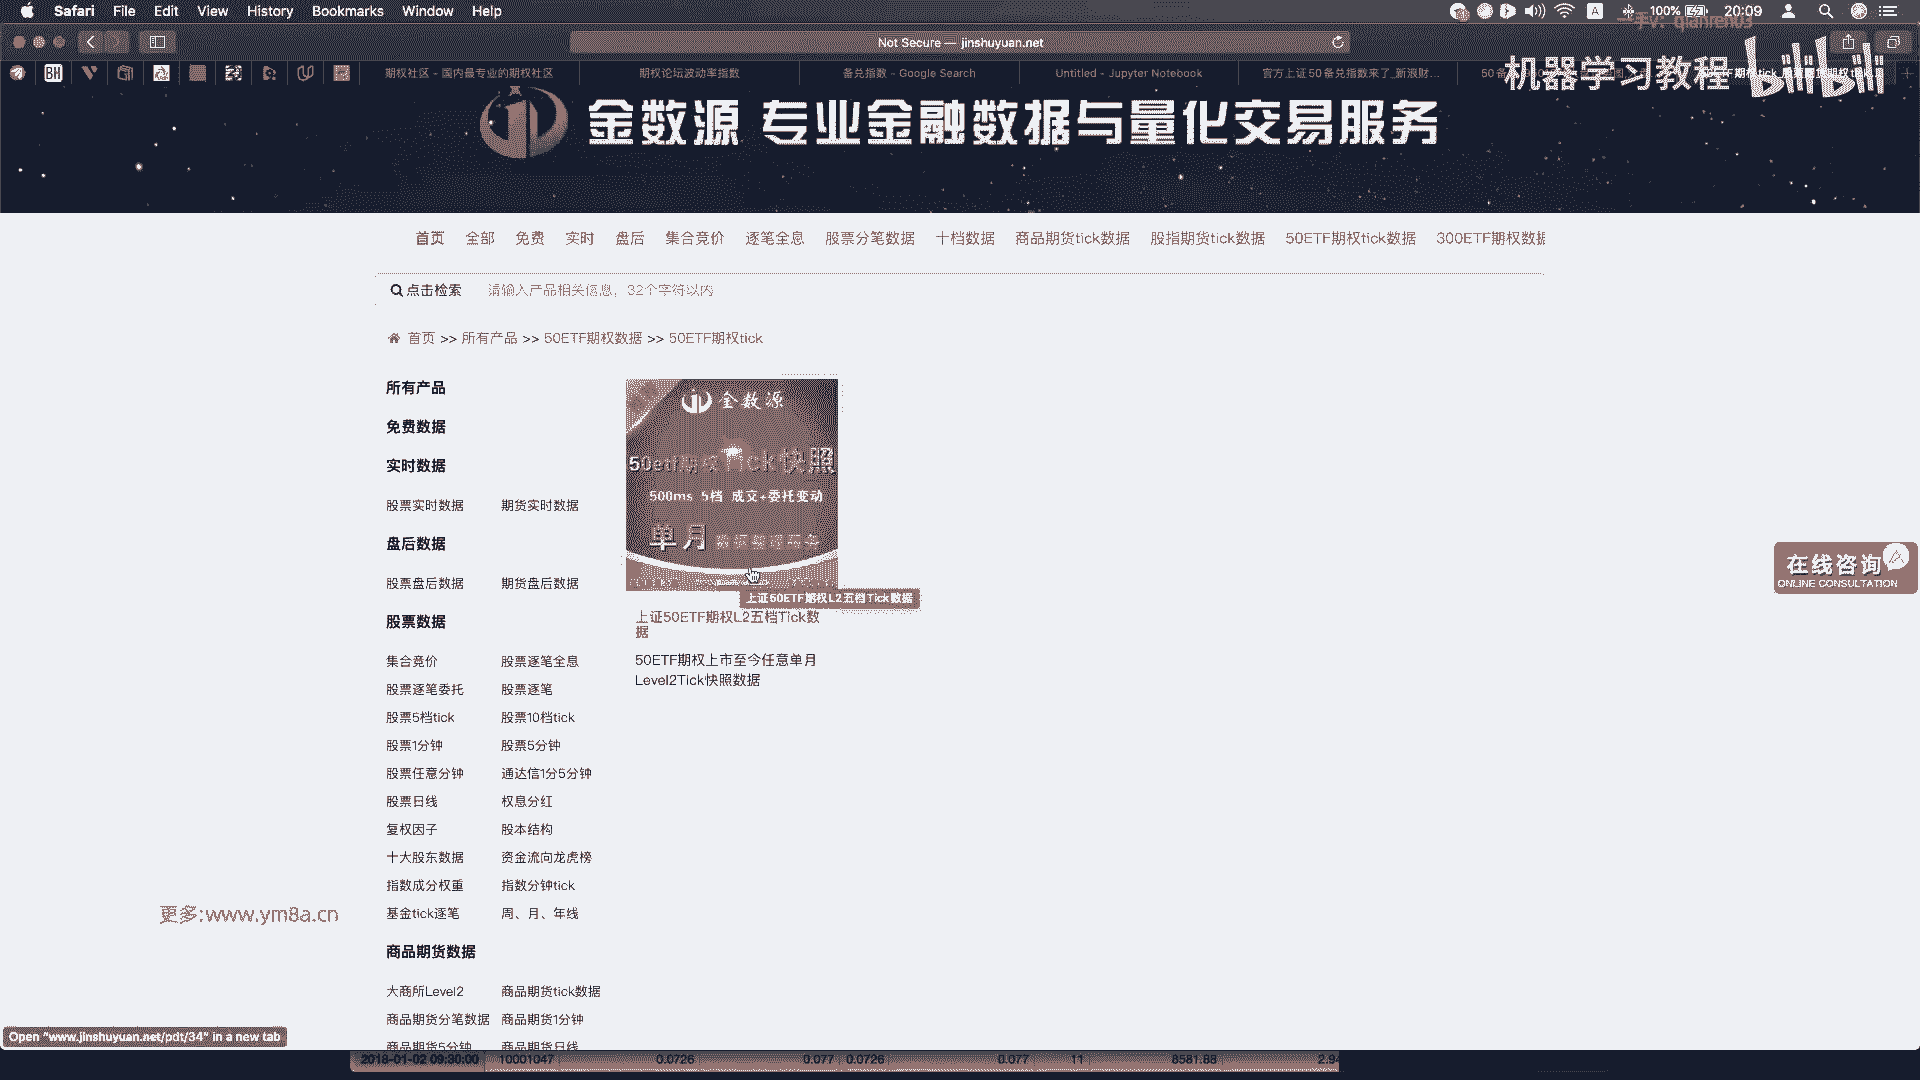 Safari File Edit View History Bookmarks Window Help 100% 20:09
一手v: qianren03
Not Secure — jinshuyuan.net
期权社区 - 国内最专业的期权社区 期权论坛波动率指数 备兑指数 - Google Search Untitled - Jupyter Notebook 官方上证50备兑指数来了_新浪财...
机器学习教程 bilibili
金数源 专业金融数据与量化交易服务
首页 全部 免费 实时 盘后 集合竞价 逐笔全息 股票分笔数据 十档数据 商品期货tick数据 股指期货tick数据 50ETF期权tick数据 300ETF期权数据
点击检索 请输入产品相关信息，32个字符以内
首页 >> 所有产品 >> 50ETF期权数据 >> 50ETF期权tick
所有产品
免费数据
实时数据
股票实时数据 期货实时数据
盘后数据
股票盘后数据 期货盘后数据
股票数据
集合竞价 股票逐笔全息
股票逐笔委托 股票逐笔
股票5档tick 股票10档tick
股票1分钟 股票5分钟
股票任意分钟 通达信1分5分钟
股票日线 权息分红
复权因子 股本结构
十大股东数据 资金流向龙虎榜
指数成分权重 指数分钟tick
基金tick逐笔 周、月、年线
商品期货数据
大商所Level2 商品期货tick数据
商品期货分笔数据 商品期货1分钟
商品期货5分钟 商品期货日线
金数源
50etf期权Tick快照
500ms 5档 成交+委托变动
单月 数据整理服务
上证50ETF期权L2五档Tick数据
上证50ETF期权L2五档Tick数
据
50ETF期权上市至今任意单月
Level2Tick快照数据
在线咨询
ONLINE CONSULTATION
更多:www.ym8a.cn
Open "www.jinshuyuan.net/pdt/34" in a new tab
2018-01-02 09:30:00 10001047 0.0726 0.077 0.0726 0.077 11 8581.88 2.94